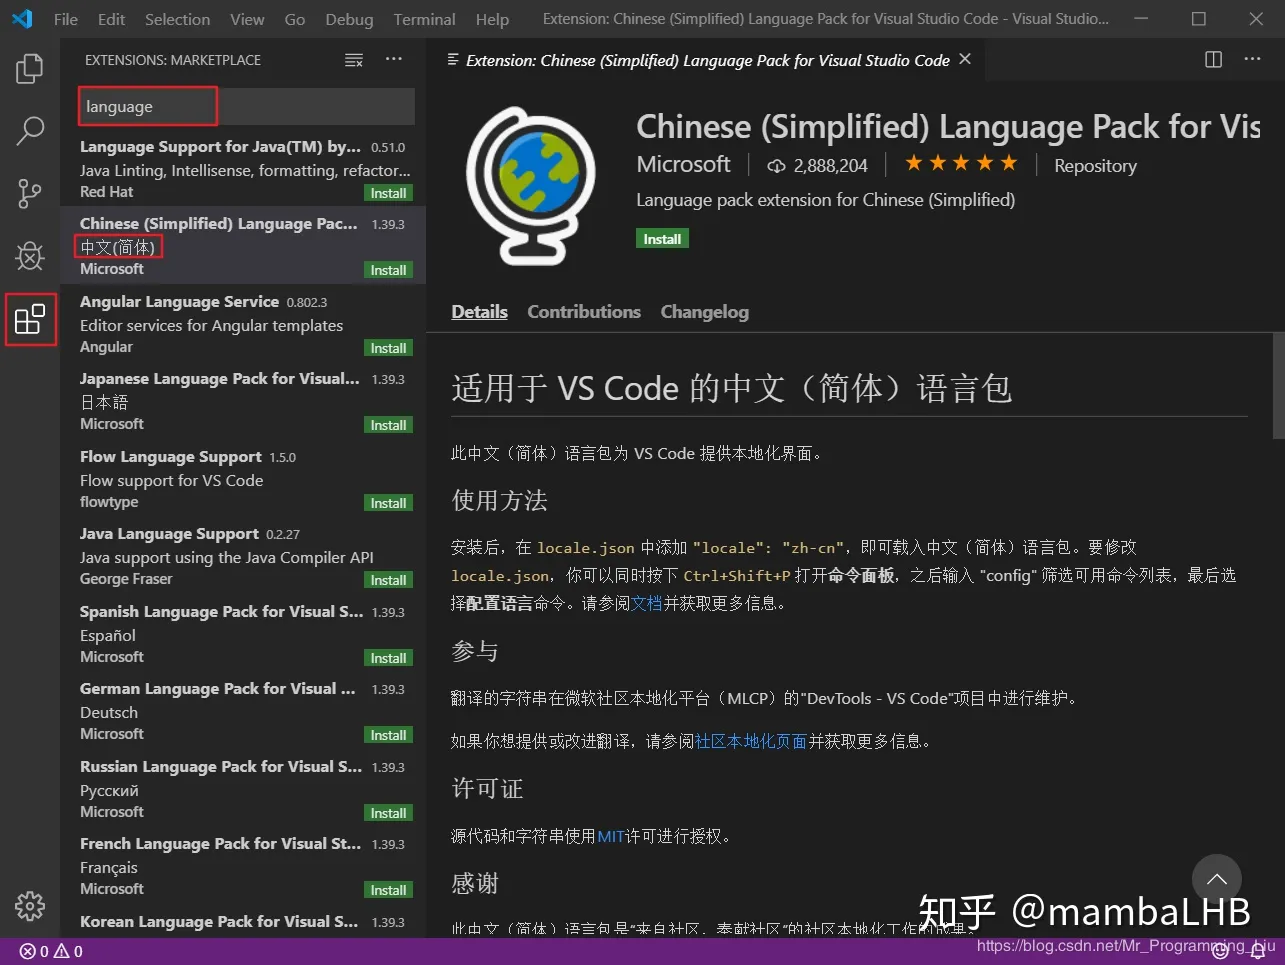 File Edit Selection View Go Debug Terminal Help Extension: Chinese (Simplified) Language Pack for Visual Studio Code - Visual Studio...
EXTENSIONS: MARKETPLACE
language
Language Support for Java(TM) by... 0.51.0
Java Linting, Intellisense, formatting, refactor...
Red Hat Install
Chinese (Simplified) Language Pac... 1.39.3
中文(简体)
Microsoft Install
Angular Language Service 0.802.3
Editor services for Angular templates
Angular Install
Japanese Language Pack for Visual... 1.39.3
日本語
Microsoft Install
Flow Language Support 1.5.0
Flow support for VS Code
flowtype Install
Java Language Support 0.2.27
Java support using the Java Compiler API
George Fraser Install
Spanish Language Pack for Visual S... 1.39.3
Español
Microsoft Install
German Language Pack for Visual ... 1.39.3
Deutsch
Microsoft Install
Russian Language Pack for Visual S... 1.39.3
Русский
Microsoft Install
French Language Pack for Visual St... 1.39.3
Français
Microsoft Install
Korean Language Pack for Visual S... 1.39.3
Extension: Chinese (Simplified) Language Pack for Visual Studio Code
Chinese (Simplified) Language Pack for Vis
Microsoft 2,888,204 ★★★★★ Repository
Language pack extension for Chinese (Simplified)
Install
Details Contributions Changelog
适用于 VS Code 的中文（简体）语言包
此中文（简体）语言包为 VS Code 提供本地化界面。
使用方法
安装后，在 locale.json 中添加 "locale": "zh-cn"，即可载入中文（简体）语言包。要修改
locale.json，你可以同时按下 Ctrl+Shift+P 打开命令面板，之后输入 "config" 筛选可用命令列表，最后选
择配置语言命令。请参阅文档并获取更多信息。
参与
翻译的字符串在微软社区本地化平台（MLCP）的"DevTools - VS Code"项目中进行维护。
如果你想提供或改进翻译，请参阅社区本地化页面并获取更多信息。
许可证
源代码和字符串使用MIT许可进行授权。
感谢
此中文（简体）语言包是“来自社区，奉献社区”的社区本地化工作的成果。
知乎 @mambaLHB
https://blog.csdn.net/Mr_Programming_Liu
0 0